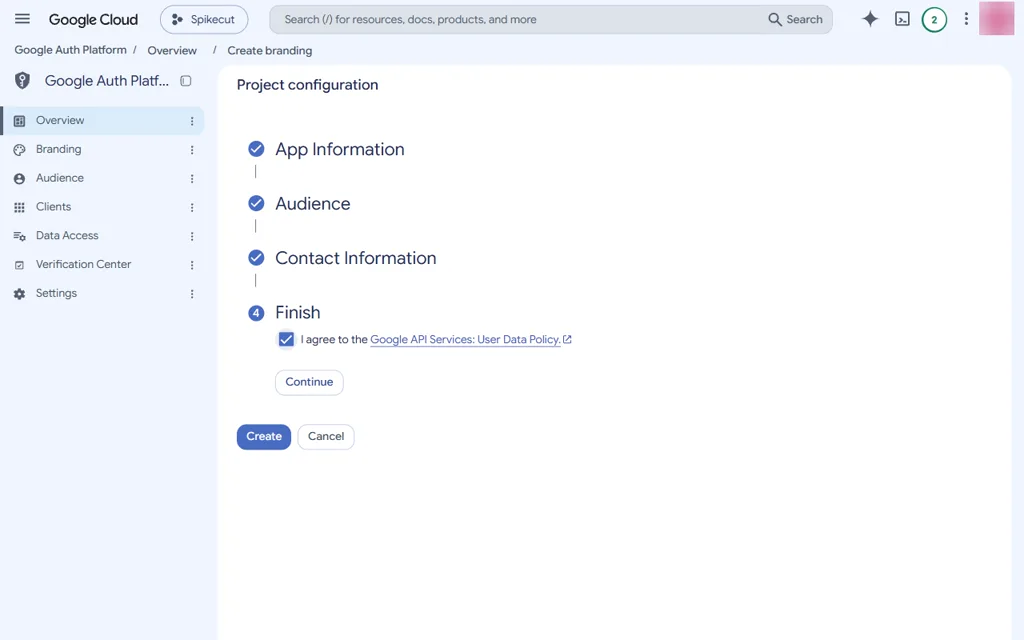 Google Cloud
Spikecut
Search (/) for resources, docs, products, and more
Search
2
Google Auth Platform / Overview / Create branding
Google Auth Platf...
Overview
Branding
Audience
Clients
Data Access
Verification Center
Settings
Project configuration
App Information
Audience
Contact Information
4 Finish
I agree to the Google API Services: User Data Policy.
Continue
Create Cancel